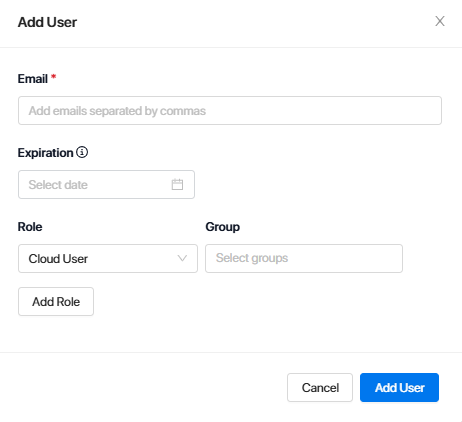 Add User
Email *
Add emails separated by commas
Expiration
Select date
Role Group
Cloud User Select groups
Add Role
Cancel Add User